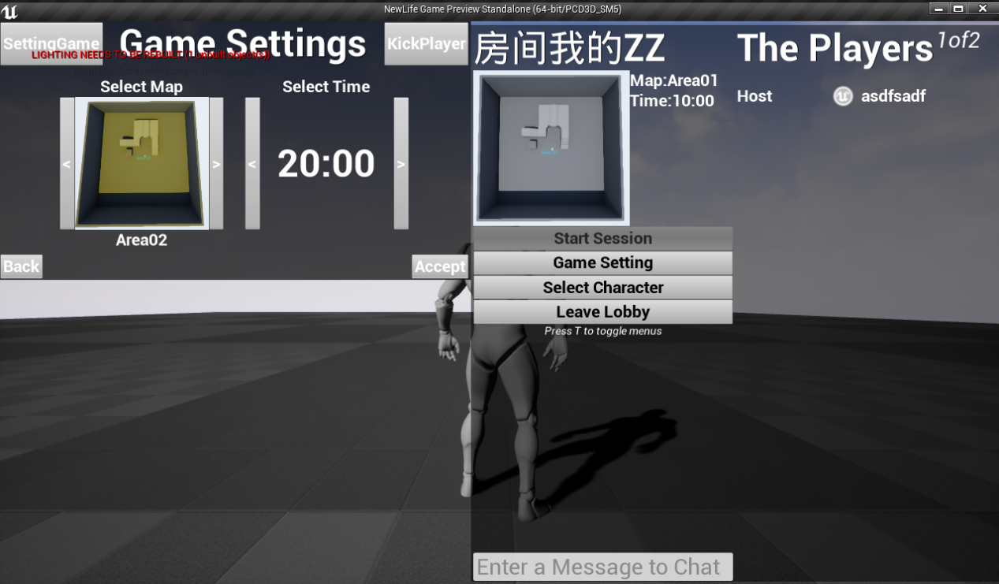 NewLife Game Preview Standalone (64-bit/PCD3D_SM5)
SettingGame
Game Settings
KickPlayer
LIGHTING NEEDS TO BE REBUILT (1 unbuilt object(s))
'DisableAllScreenMessages' to suppress
Select Map
Select Time
<
>
<
20:00
>
Area02
Back
Accept
房间我的ZZ
Map:Area01
Time:10:00
The Players
1of2
Host
asdfsadf
Start Session
Game Setting
Select Character
Leave Lobby
Press T to toggle menus
Enter a Message to Chat